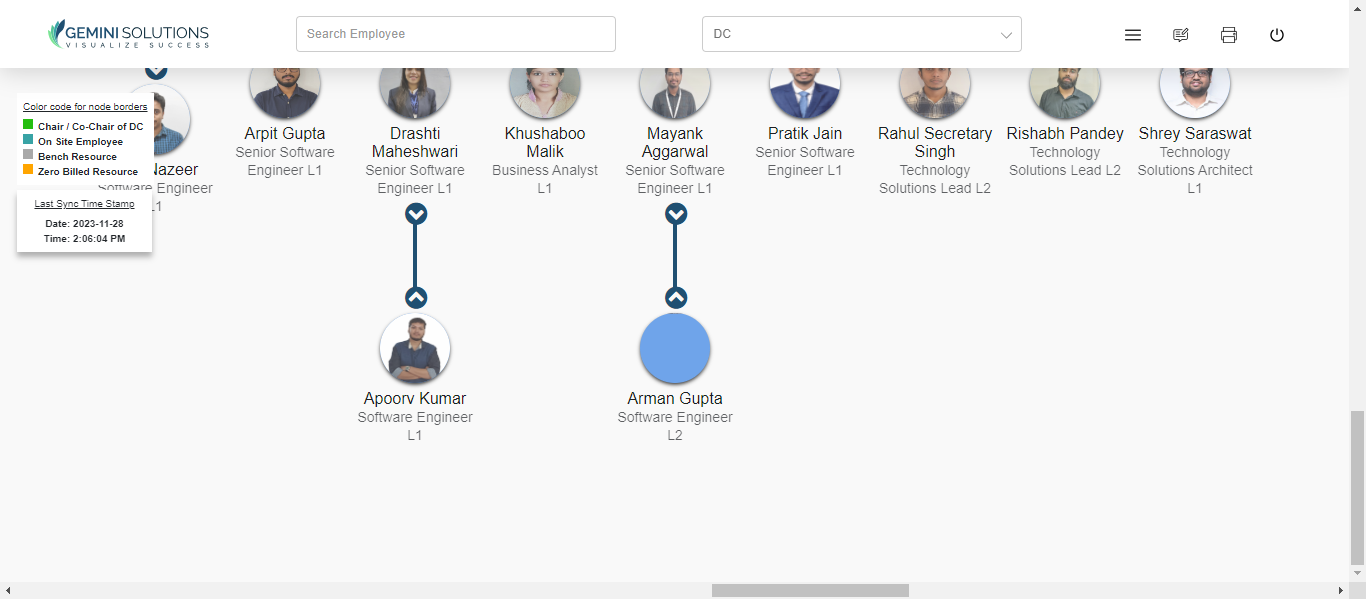 GEMINI SOLUTIONS
VISUALIZE SUCCESS
Search Employee
DC
Color code for node borders
Chair / Co-Chair of DC
On Site Employee
Bench Resource
Zero Billed Resource
Last Sync Time Stamp
Date: 2023-11-28
Time: 2:06:04 PM
Nazeer
Software Engineer
L1
Arpit Gupta
Senior Software
Engineer L1
Drashti
Maheshwari
Senior Software
Engineer L1
Khushaboo
Malik
Business Analyst
L1
Mayank
Aggarwal
Senior Software
Engineer L1
Pratik Jain
Senior Software
Engineer L1
Rahul Secretary
Singh
Technology
Solutions Lead L2
Rishabh Pandey
Technology
Solutions Lead L2
Shrey Saraswat
Technology
Solutions Architect
L1
Apoorv Kumar
Software Engineer
L1
Arman Gupta
Software Engineer
L2